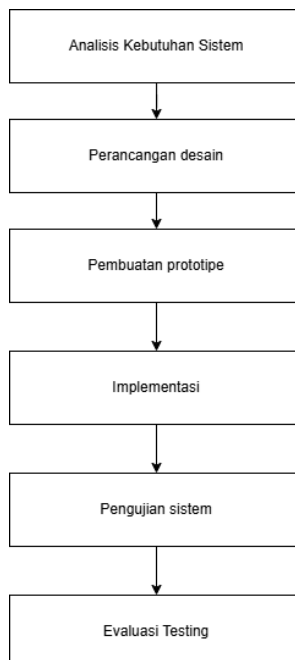 Analisis Kebutuhan Sistem
Perancangan desain
Pembuatan prototipe
Implementasi
Pengujian sistem
Evaluasi Testing